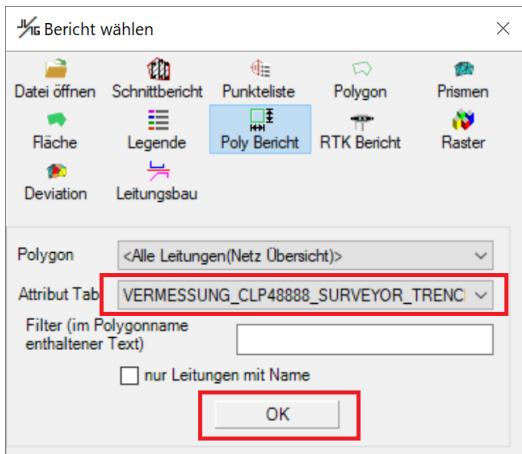 Bericht wählen
Datei öffnen Schnittbericht Punkteliste Polygon Prismen
Fläche Legende Poly Bericht RTK Bericht Raster
Deviation Leitungsbau
Polygon <Alle Leitungen(Netz Übersicht)>
Attribut Tab VERMESSUNG_CLP48888_SURVEYOR_TRENC
Filter (im Polygonname
enthaltener Text)
nur Leitungen mit Name
OK